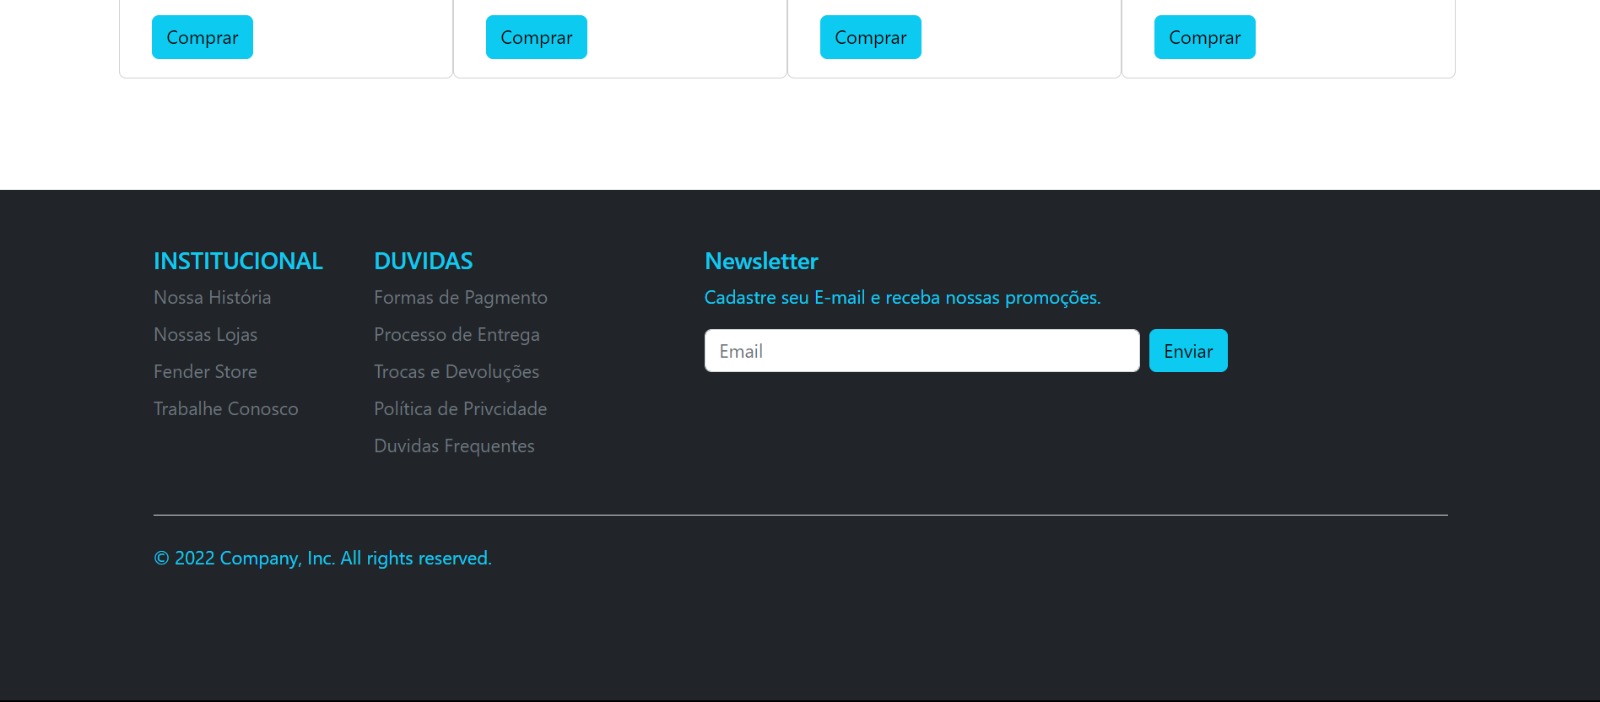 Comprar
Comprar
Comprar
Comprar
INSTITUCIONAL
Nossa História
Nossas Lojas
Fender Store
Trabalhe Conosco
DUVIDAS
Formas de Pagmento
Processo de Entrega
Trocas e Devoluções
Política de Privcidade
Duvidas Frequentes
Newsletter
Cadastre seu E-mail e receba nossas promoções.
Email
Enviar
© 2022 Company, Inc. All rights reserved.